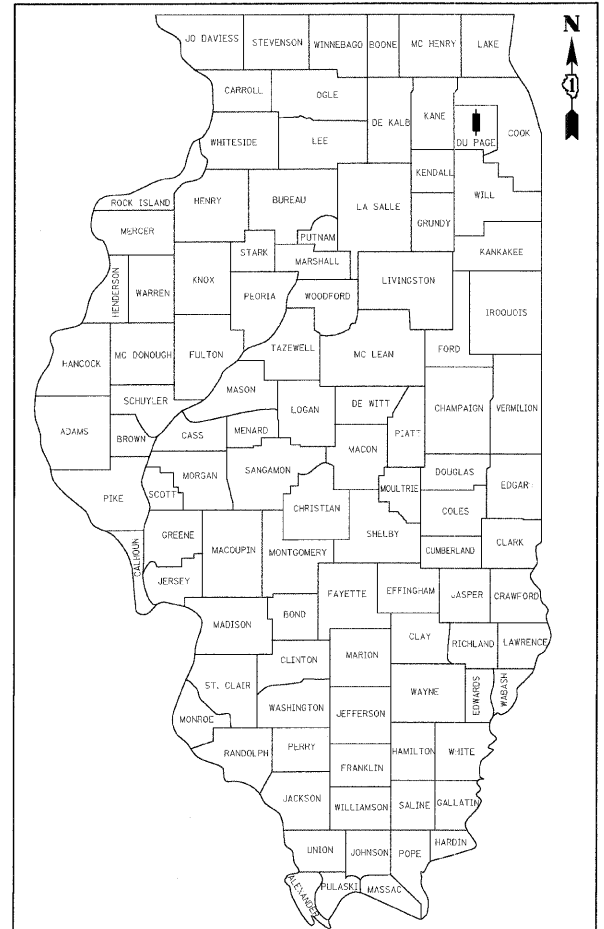 N
1
JO DAVIESS
STEVENSON
WINNEBAGO
BOONE
MC HENRY
LAKE
CARROLL
OGLE
DE KALB
KANE
COOK
DU PAGE
WHITESIDE
LEE
KENDALL
WILL
ROCK ISLAND
HENRY
BUREAU
LA SALLE
GRUNDY
MERCER
PUTNAM
KANKAKEE
STARK
MARSHALL
HENDERSON
WARREN
KNOX
PEORIA
WOODFORD
LIVINGSTON
IROQUOIS
HANCOCK
MC DONOUGH
FULTON
TAZEWELL
MC LEAN
FORD
MASON
SCHUYLER
LOGAN
DE WITT
CHAMPAIGN
VERMILION
ADAMS
BROWN
CASS
MENARD
PIATT
MACON
SANGAMON
MORGAN
DOUGLAS
EDGAR
PIKE
SCOTT
MOULTRIE
CHRISTIAN
COLES
GREENE
SHELBY
CALHOUN
MACOUPIN
MONTGOMERY
CUMBERLAND
CLARK
JERSEY
FAYETTE
EFFINGHAM
JASPER
CRAWFORD
MADISON
BOND
CLAY
RICHLAND
LAWRENCE
CLINTON
MARION
ST. CLAIR
WAYNE
EDWARDS
WABASH
WASHINGTON
JEFFERSON
MONROE
RANDOLPH
PERRY
HAMILTON
WHITE
FRANKLIN
JACKSON
WILLIAMSON
SALINE
GALLATIN
UNION
JOHNSON
POPE
HARDIN
ALEXANDER
PULASKI
MASSAC